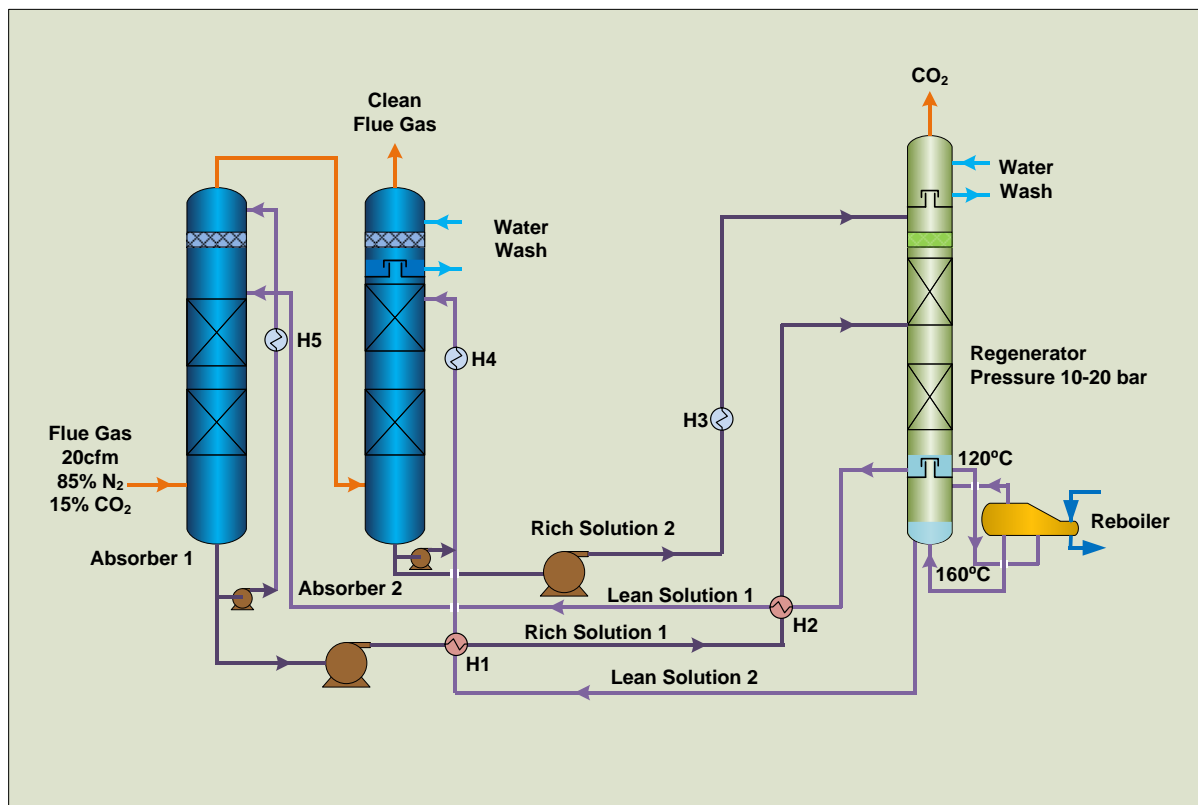 CO₂
Clean
Flue Gas
Water
Wash
Water
Wash
H5
H4
H3
Regenerator
Pressure 10-20 bar
Flue Gas
20cfm
85% N₂
15% CO₂
120ºC
Reboiler
Rich Solution 2
Absorber 1
Absorber 2
160ºC
Lean Solution 1
H2
Rich Solution 1
H1
Lean Solution 2